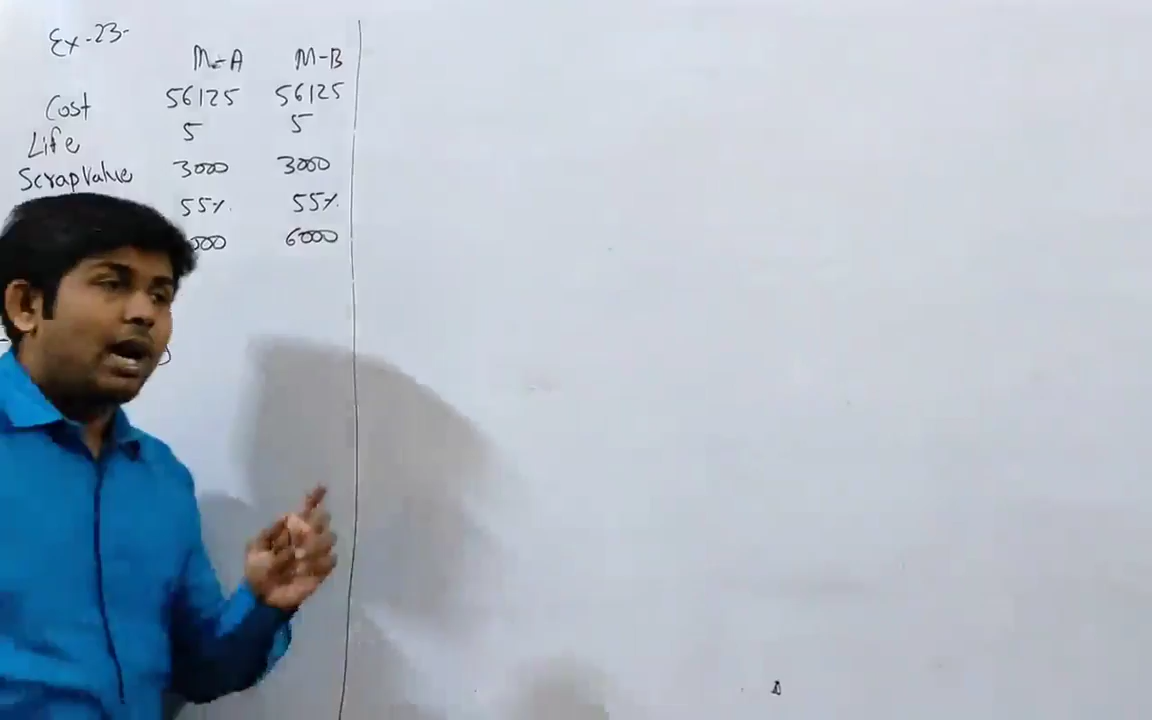 Ex-23-
M-A M-B
Cost 56125 56125
Life 5 5
Scrap Value 3000 3000
55% 55%
000 6000